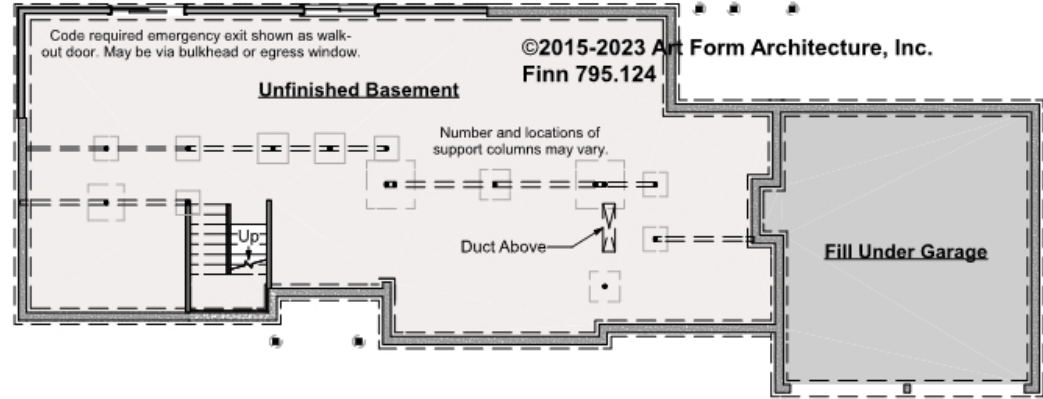 Code required emergency exit shown as walk-
out door. May be via bulkhead or egress window.
©2015-2023 Art Form Architecture, Inc.
Finn 795.124
Unfinished Basement
Number and locations of
support columns may vary.
Up
Duct Above
Fill Under Garage